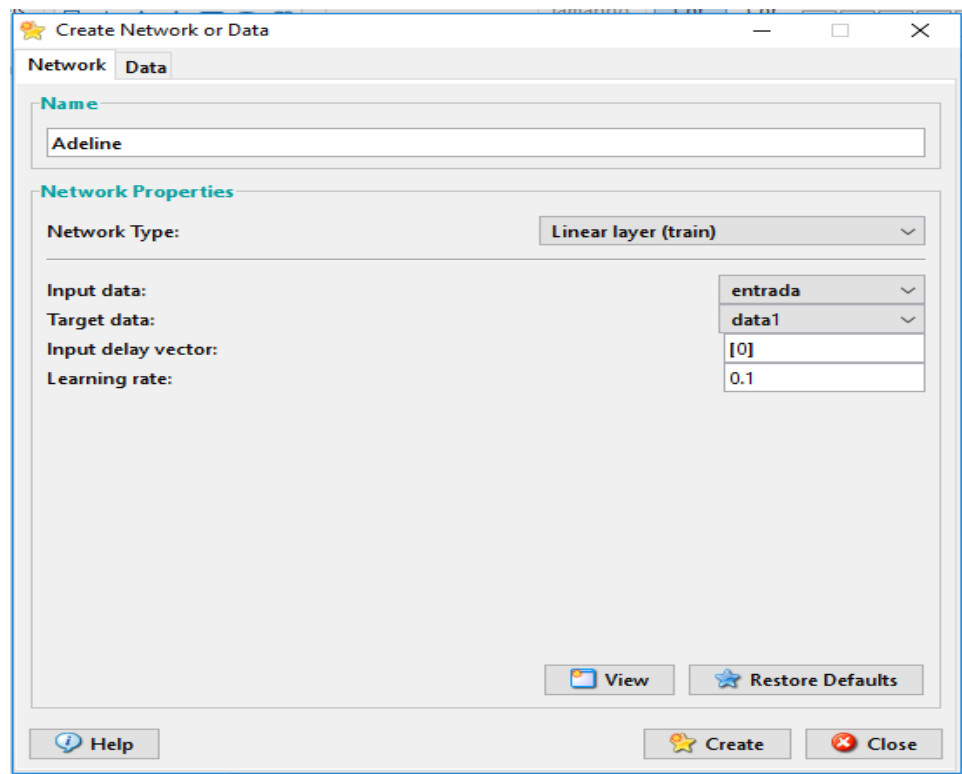 Create Network or Data
Network Data
Name
Adeline
Network Properties
Network Type: Linear layer (train)
Input data: entrada
Target data: data1
Input delay vector: [0]
Learning rate: 0.1
View Restore Defaults
Help Create Close